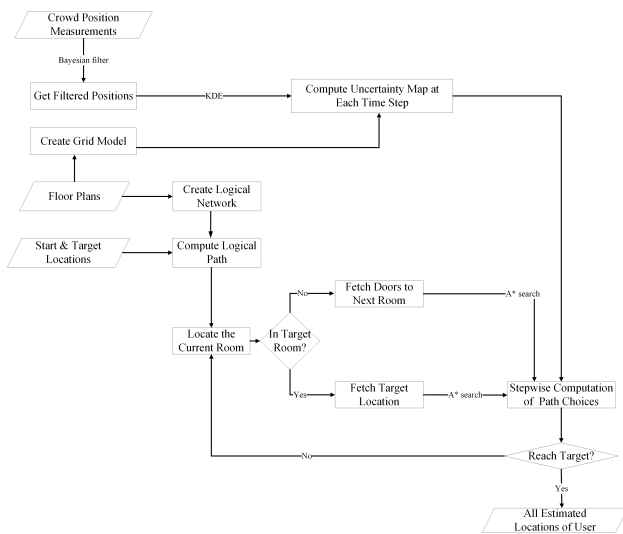 Crowd Position
Measurements
Bayesian filter
Get Filtered Positions
KDE
Compute Uncertainty Map at
Each Time Step
Create Grid Model
Floor Plans
Create Logical
Network
Start & Target
Locations
Compute Logical
Path
Locate the
Current Room
In Target
Room?
No
Fetch Doors to
Next Room
A* search
Yes
Fetch Target
Location
A* search
Stepwise Computation
of Path Choices
Reach Target?
No
Yes
All Estimated
Locations of User